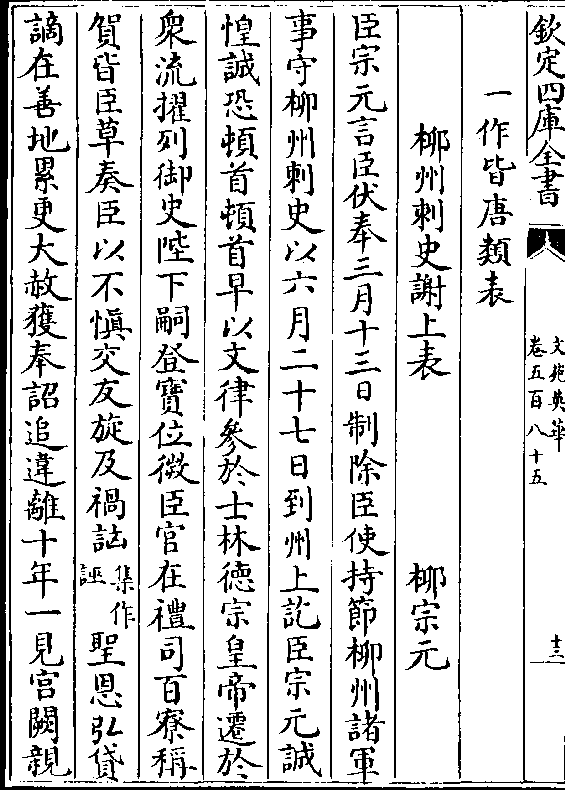 欽定四庫全書
文苑英華
卷五百八十五
十三
一作皆唐類表
柳州刺史謝上表 柳宗元
臣宗元言臣伏奉三月十三日制除臣使持節柳州諸軍
事守柳州刺史以六月二十七日到州上訖臣宗元誠
惶誠恐頓首頓首早以文律參於士林德宗皇帝遷於
衆流擢列御史陛下嗣登寶位微臣官在禮司百寮稱
賀皆臣草奏臣以不慎交友旋及禍訩集作誣聖恩弘貸
謫在善地累更大赦獲奉詔追違離十年一見宮闕親